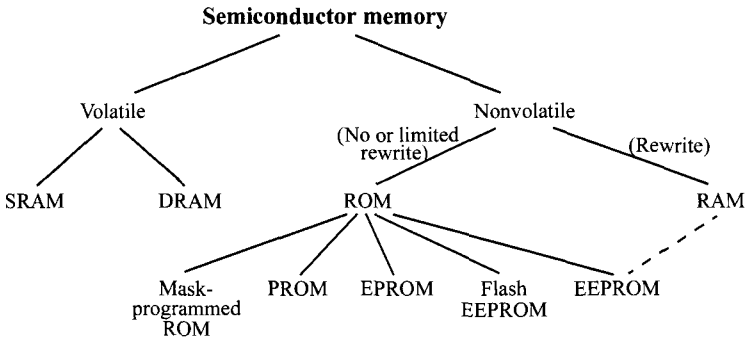 Semiconductor memory
Volatile
Nonvolatile
(No or limited
rewrite)
(Rewrite)
SRAM
DRAM
ROM
RAM
Mask-
programmed
ROM
PROM
EPROM
Flash
EEPROM
EEPROM